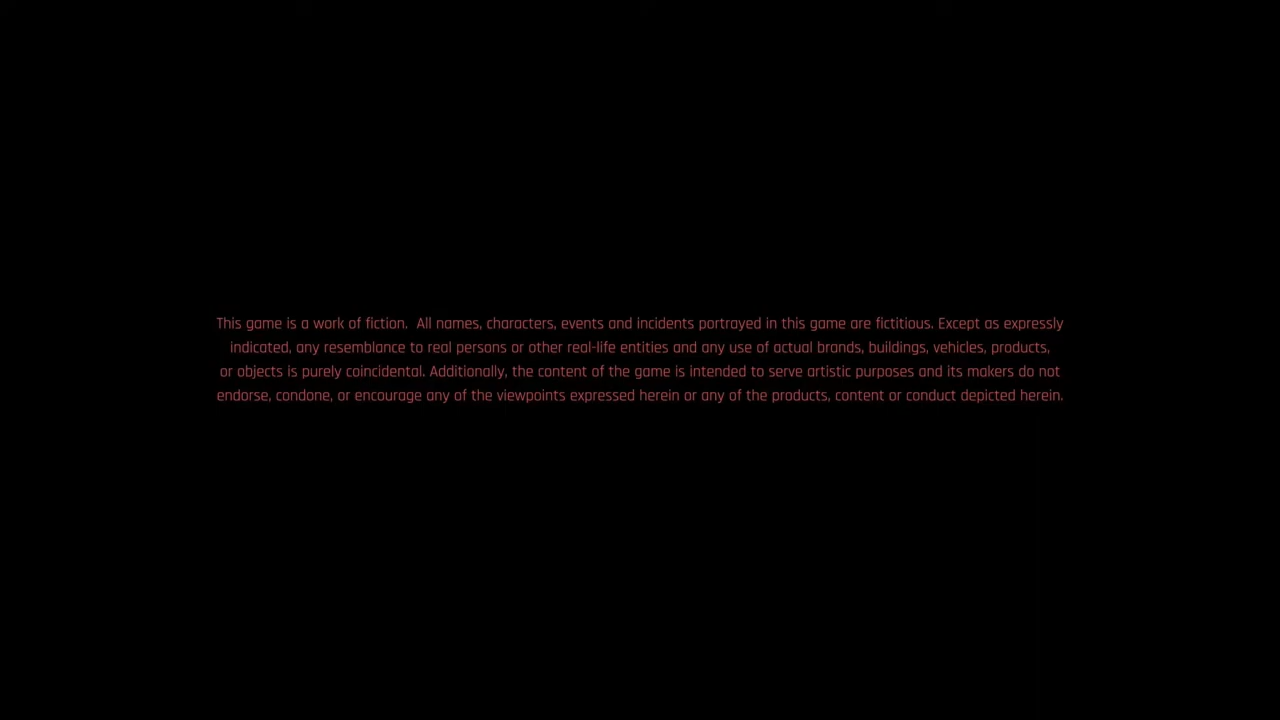 This game is a work of fiction.  All names, characters, events and incidents portrayed in this game are fictitious. Except as expressly
indicated, any resemblance to real persons or other real-life entities and any use of actual brands, buildings, vehicles, products,
or objects is purely coincidental. Additionally, the content of the game is intended to serve artistic purposes and its makers do not
endorse, condone, or encourage any of the viewpoints expressed herein or any of the products, content or conduct depicted herein.